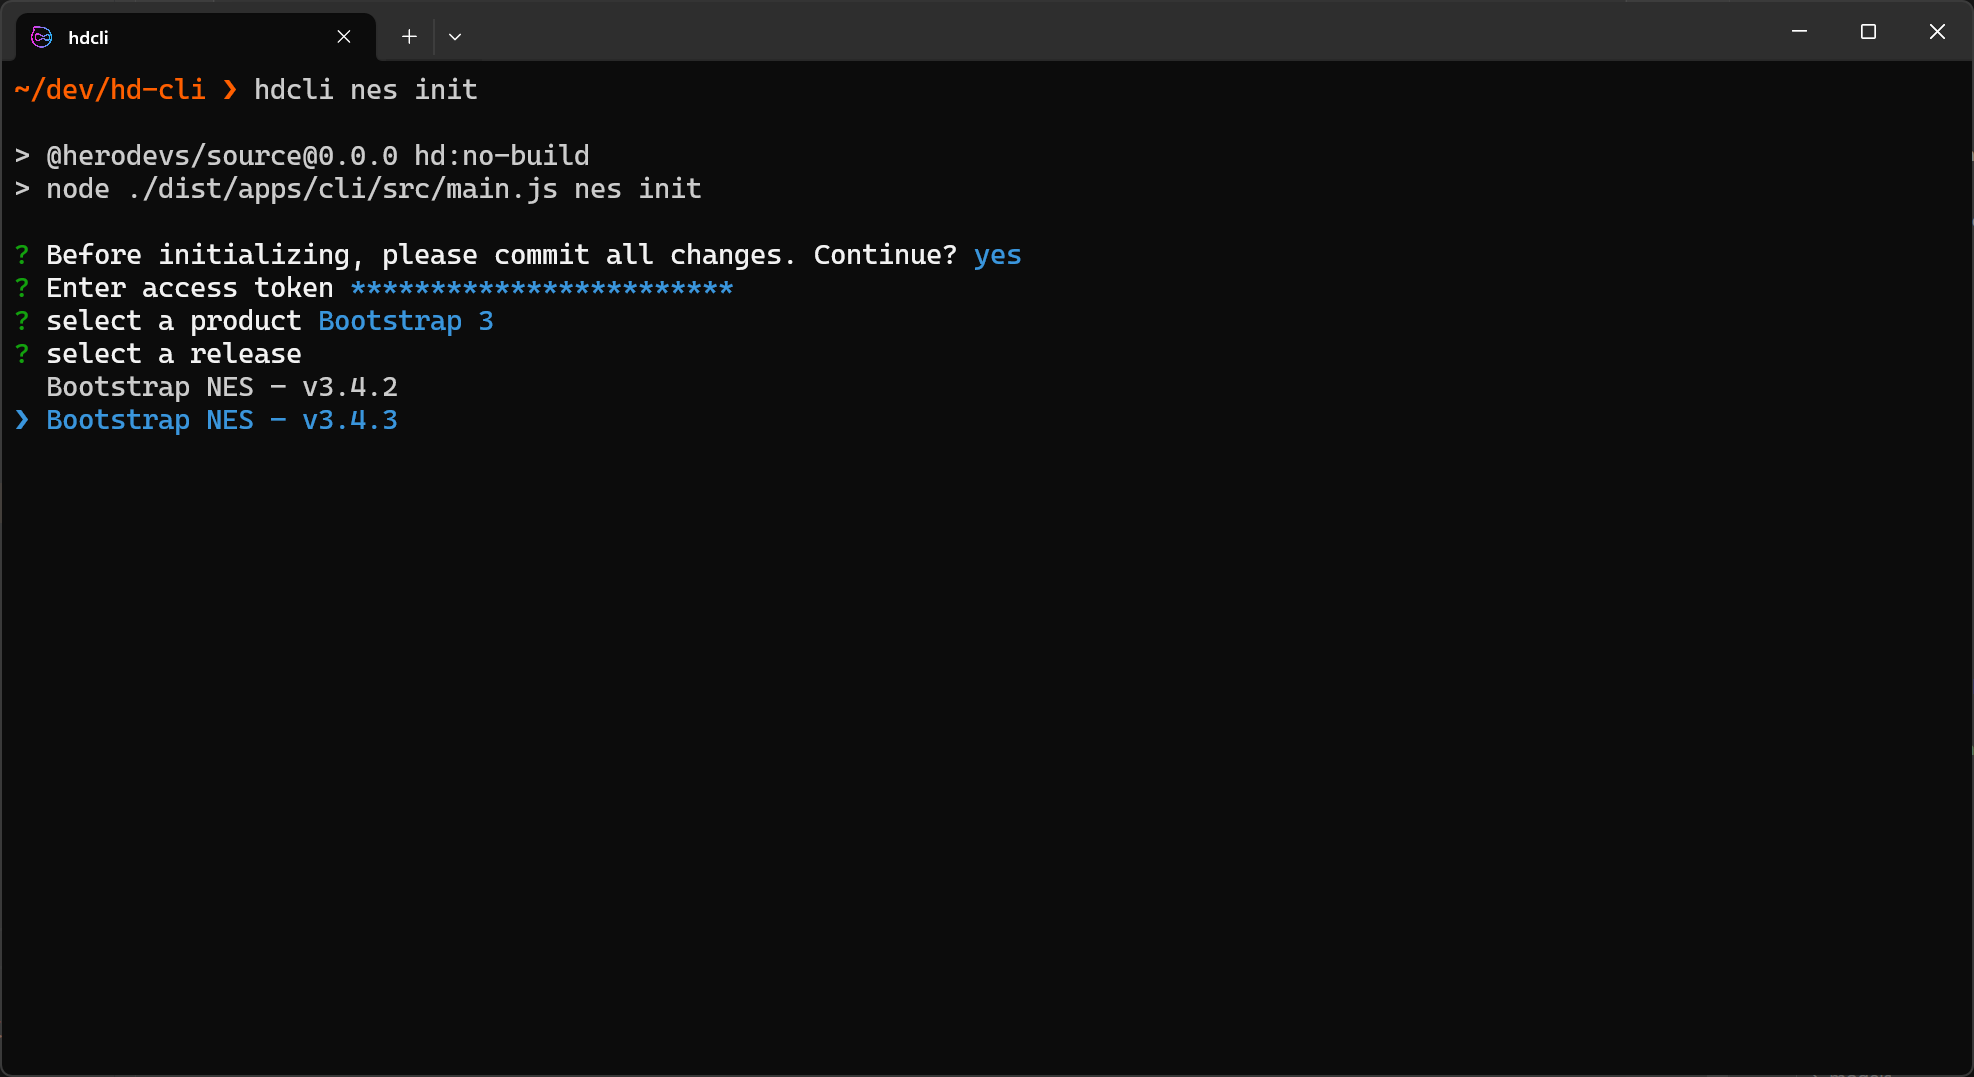 hdcli
~/dev/hd-cli ❯ hdcli nes init
> @herodevs/source@0.0.0 hd:no-build
> node ./dist/apps/cli/src/main.js nes init
? Before initializing, please commit all changes. Continue? yes
? Enter access token ************************
? select a product Bootstrap 3
? select a release
Bootstrap NES - v3.4.2
❯ Bootstrap NES - v3.4.3